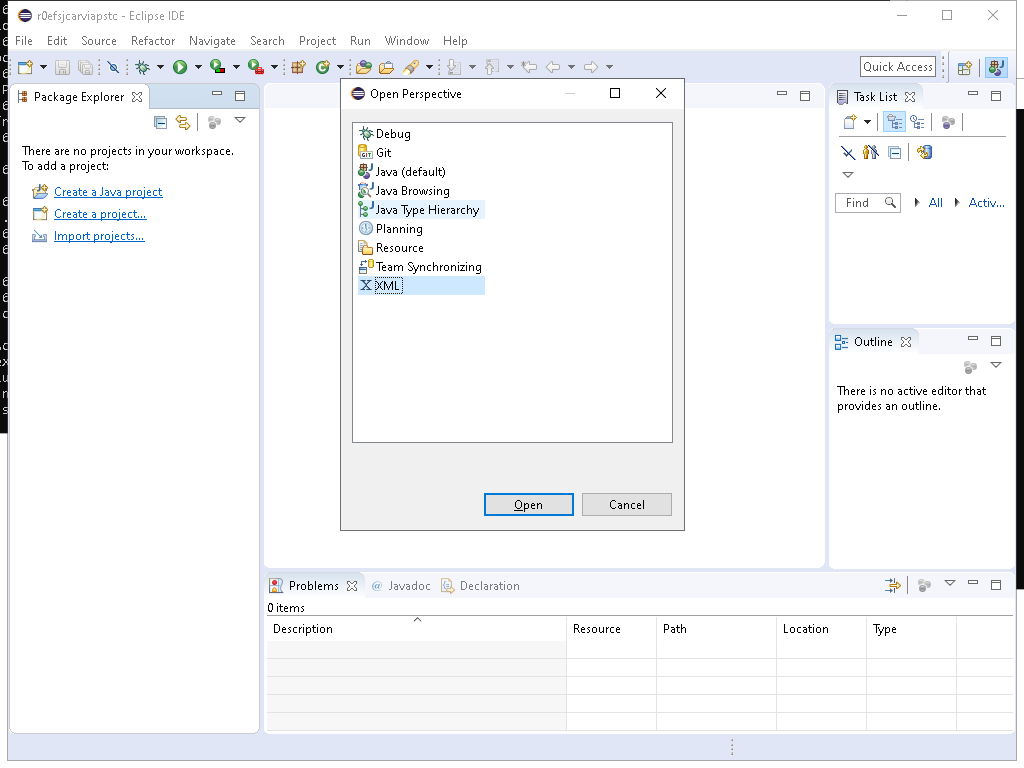 r0efsjcarviapstc - Eclipse IDE
File Edit Source Refactor Navigate Search Project Run Window Help
Quick Access
Package Explorer
There are no projects in your workspace.
To add a project:
Create a Java project
Create a project...
Import projects...
Open Perspective
Debug
GIT Git
Java (default)
Java Browsing
Java Type Hierarchy
Planning
Resource
Team Synchronizing
X XML
Open Cancel
Task List
Find All Activ...
Outline
There is no active editor that
provides an outline.
Problems @ Javadoc Declaration
0 items
Description Resource Path Location Type